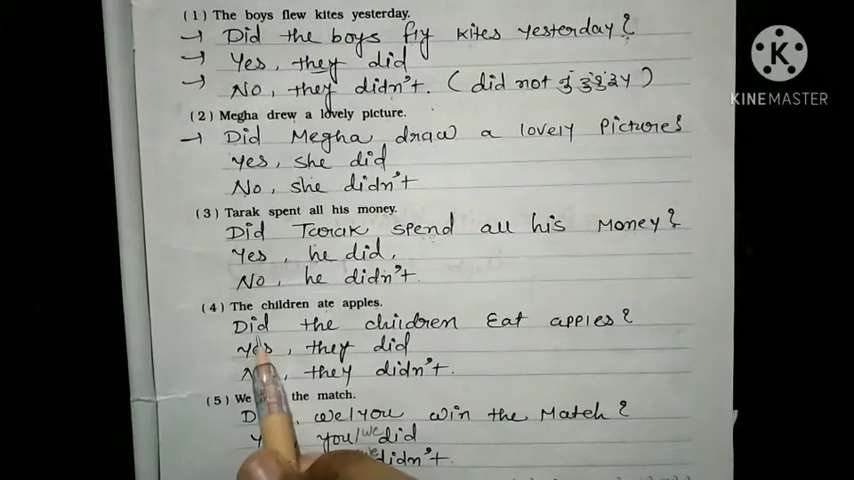 (1) The boys flew kites yesterday.
→ Did the boys fly kites yesterday?
→ Yes, they did
→ No, they didn't. (did not નું ટૂંકું રૂપ)
(2) Megha drew a lovely picture.
→ Did Megha draw a lovely Picture?
Yes, she did
No, she didn't
(3) Tarak spent all his money.
Did Tarak spend all his Money?
Yes, he did.
No, he didn't.
(4) The children ate apples.
Did the children Eat apples?
Yes, they did
No, they didn't.
(5) We the match.
we/you win the Match?
you/we did
we didn't.
K
KINEMASTER